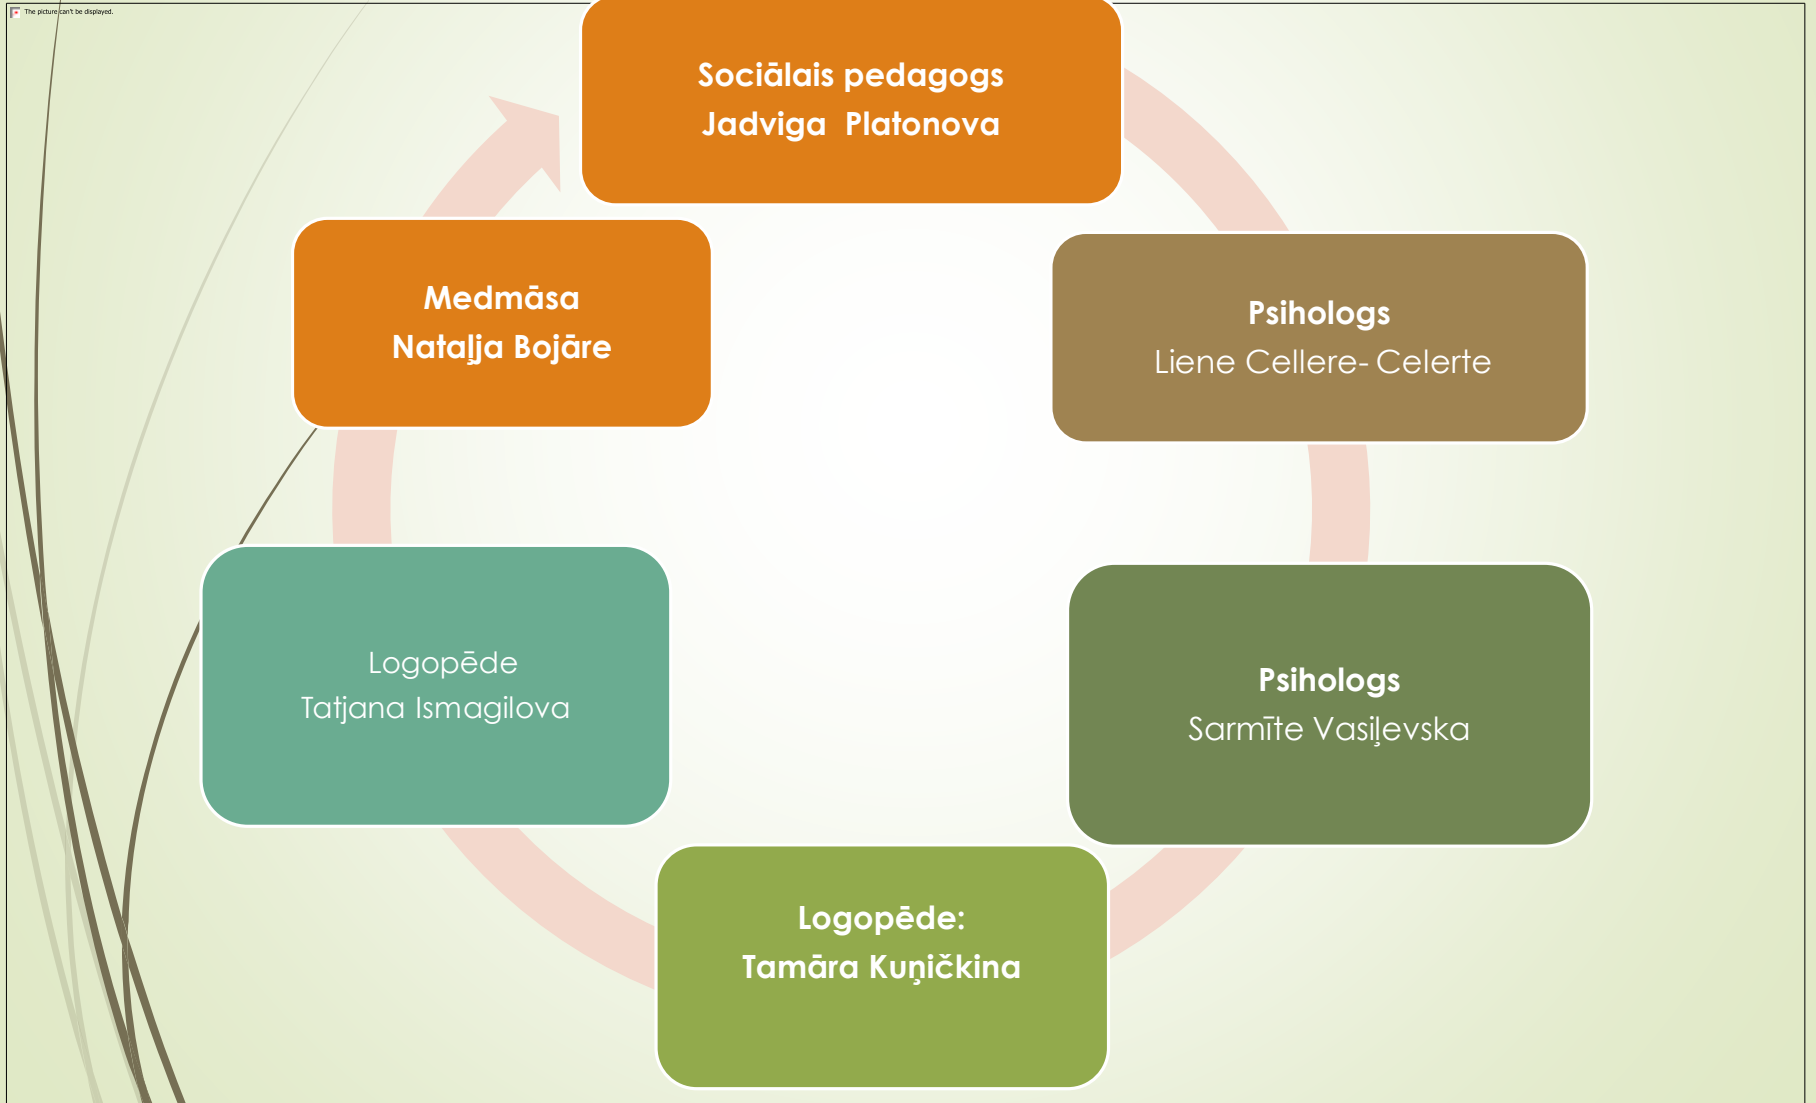 The picture can't be displayed.
Sociālais pedagogs
Jadviga Platonova
Psihologs
Liene Cellere- Celerte
Psihologs
Sarmīte Vasiļevska
Logopēde:
Tamāra Kuņičkina
Logopēde
Tatjana Ismagilova
Medmāsa
Nataļja Bojāre